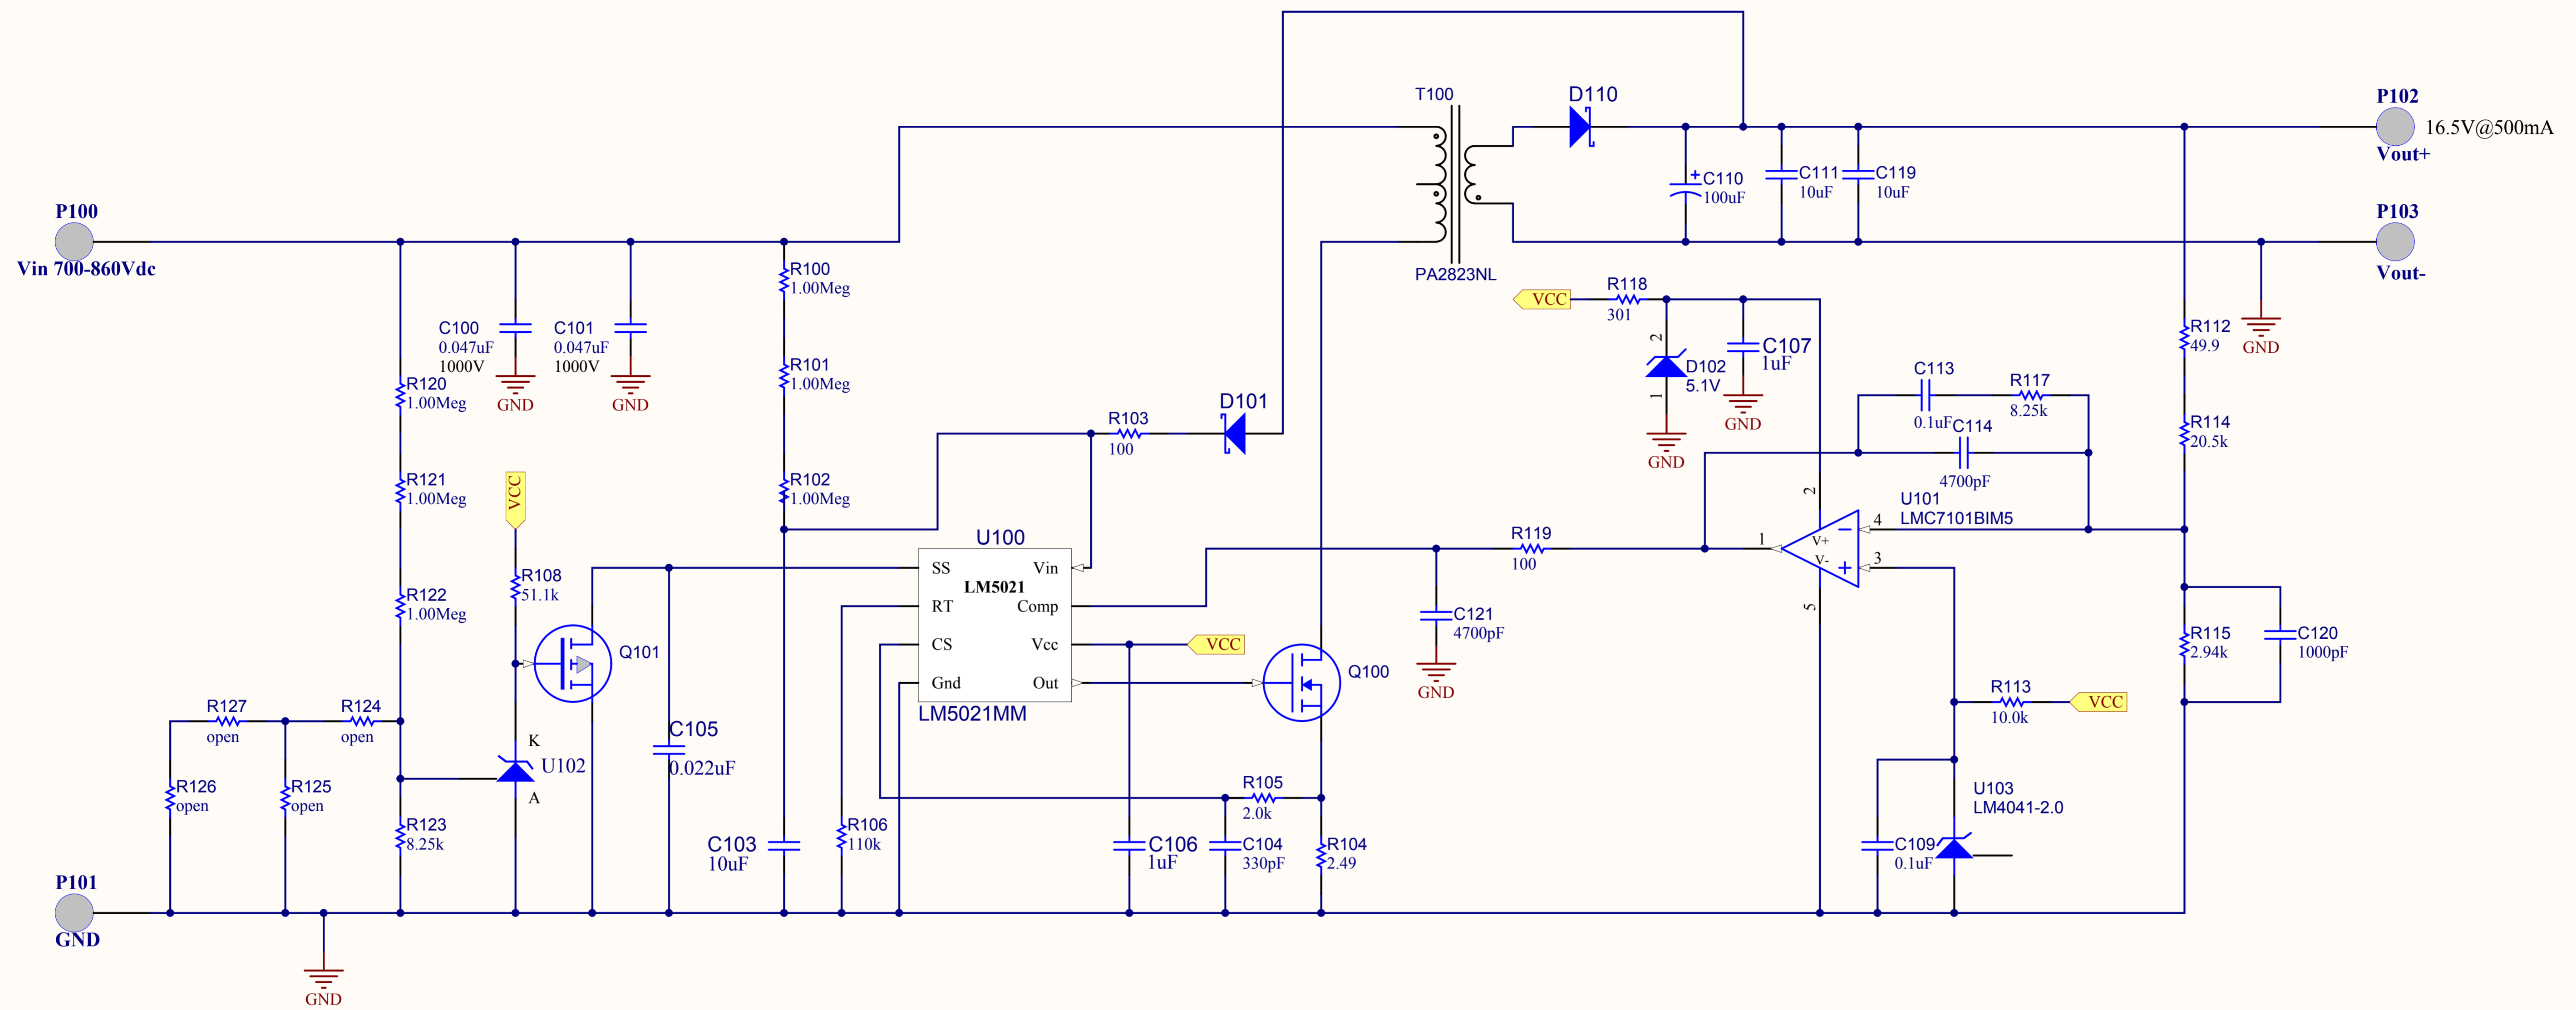 T100
D110
P102
16.5V@500mA
Vout+
C110
100uF
C111
10uF
C119
10uF
P100
Vin 700-860Vdc
P103
Vout-
PA2823NL
R100
1.00Meg
VCC
R118
301
2
D102
5.1V
1
GND
C107
1uF
GND
R112
49.9
GND
C100
0.047uF
1000V
GND
C101
0.047uF
1000V
GND
R101
1.00Meg
R120
1.00Meg
D101
R103
100
C113
0.1uF
R117
8.25k
C114
4700pF
R114
20.5k
R121
1.00Meg
VCC
R102
1.00Meg
2
U101
LMC7101BIM5
4
3
1
V+
V-
5
R119
100
U100
SS
Vin
LM5021
RT
Comp
CS
Vcc
Gnd
Out
LM5021MM
VCC
R108
51.1k
R122
1.00Meg
Q101
C121
4700pF
GND
R115
2.94k
C120
1000pF
Q100
R113
10.0k
VCC
R127
open
R124
open
K
U102
A
C105
0.022uF
R126
open
R125
open
R105
2.0k
U103
LM4041-2.0
R123
8.25k
C103
10uF
R106
110k
C106
1uF
C104
330pF
R104
2.49
C109
0.1uF
P101
GND
GND